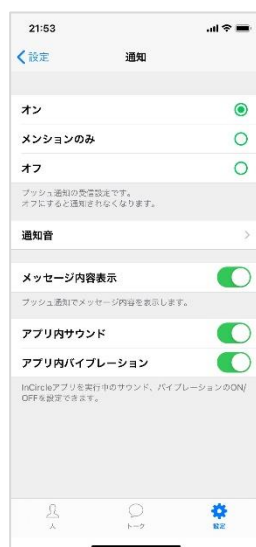 21:53
設定
通知
オン
メンションのみ
オフ
プッシュ通知の受信設定です。
オフにすると通知されなくなります。
通知音
メッセージ内容表示
プッシュ通知でメッセージ内容を表示します。
アプリ内サウンド
アプリ内バイブレーション
InCircleアプリを実行中のサウンド、バイブレーションのON/
OFFを設定できます。
人
トーク
設定